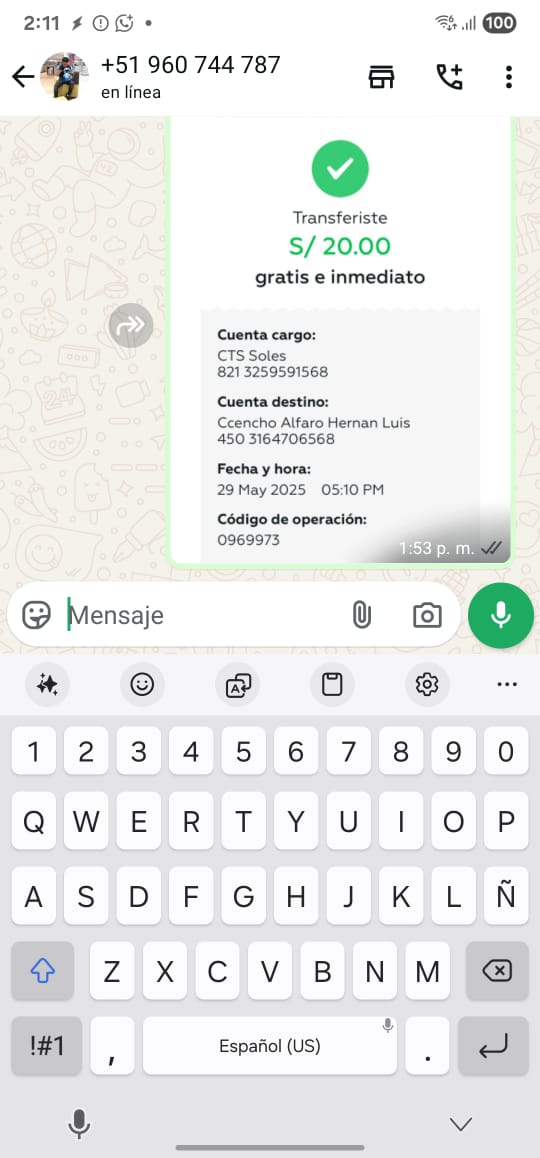 2:11
100
+51 960 744 787
en línea
Transferiste
S/ 20.00
gratis e inmediato
Cuenta cargo:
CTS Soles
821 3259591568
Cuenta destino:
Ccencho Alfaro Hernan Luis
450 3164706568
Fecha y hora:
29 May 2025 05:10 PM
Código de operación:
0969973
1:53 p. m.
Mensaje
1 2 3 4 5 6 7 8 9 0
Q W E R T Y U I O P
A S D F G H J K L Ñ
Z X C V B N M
!#1 , Español (US) .